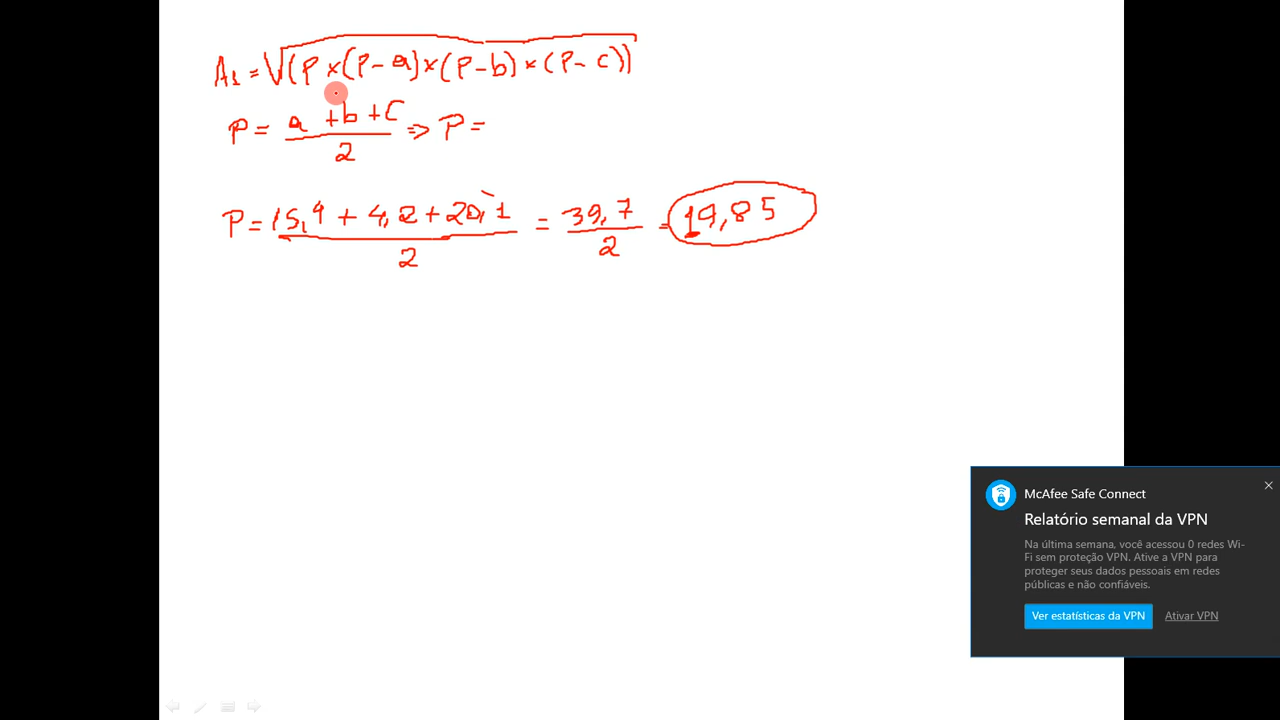 A₁ = √(P × (P - a) × (P - b) × (P - c))
P = a + b + c / 2 => P =
P = 15,4 + 4,2 + 20,1 / 2 = 39,7 / 2 = 19,85
McAfee Safe Connect
Relatório semanal da VPN
Na última semana, você acessou 0 redes Wi-
Fi sem proteção VPN. Ative a VPN para
proteger seus dados pessoais em redes
públicas e não confiáveis.
Ver estatísticas da VPN Ativar VPN